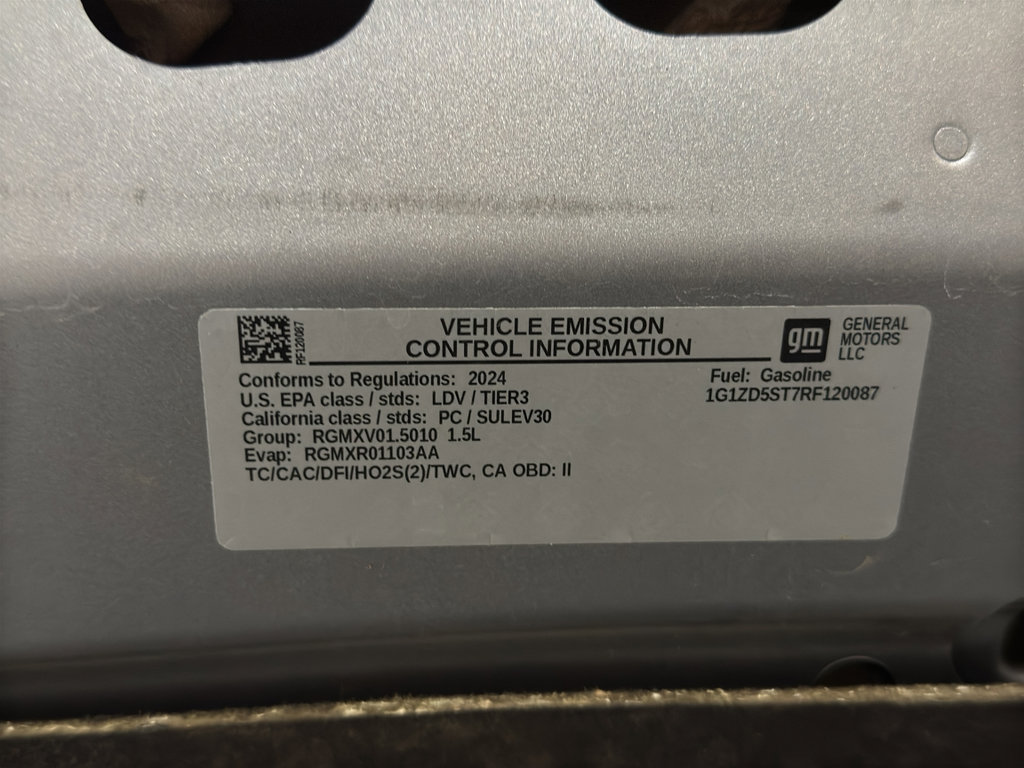 RF120087
VEHICLE EMISSION
CONTROL INFORMATION
gm
GENERAL
MOTORS
LLC
Conforms to Regulations: 2024
U.S. EPA class / stds: LDV / TIER3
California class / stds: PC / SULEV30
Group: RGMXV01.5010 1.5L
Evap: RGMXR01103AA
TC/CAC/DFI/HO2S(2)/TWC, CA OBD: II
Fuel: Gasoline
1G1ZD5ST7RF120087